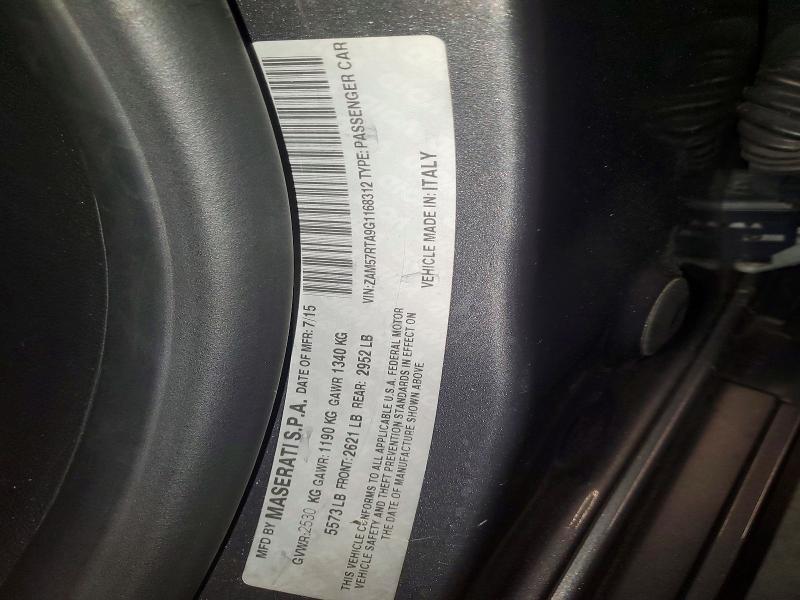 MFD BY MASERATI S.P.A. DATE OF MFR: 7/15
GVWR:2530 KG GAWR:1190 KG GAWR 1340 KG
5573 LB FRONT:2621 LB REAR: 2952 LB
VIN:ZAM57RTA9G1168312 TYPE: PASSENGER CAR
THIS VEHICLE CONFORMS TO ALL APPLICABLE U.S.A. FEDERAL MOTOR
VEHICLE SAFETY AND THEFT PREVENTION STANDARDS IN EFFECT ON
THE DATE OF MANUFACTURE SHOWN ABOVE
VEHICLE MADE IN: ITALY